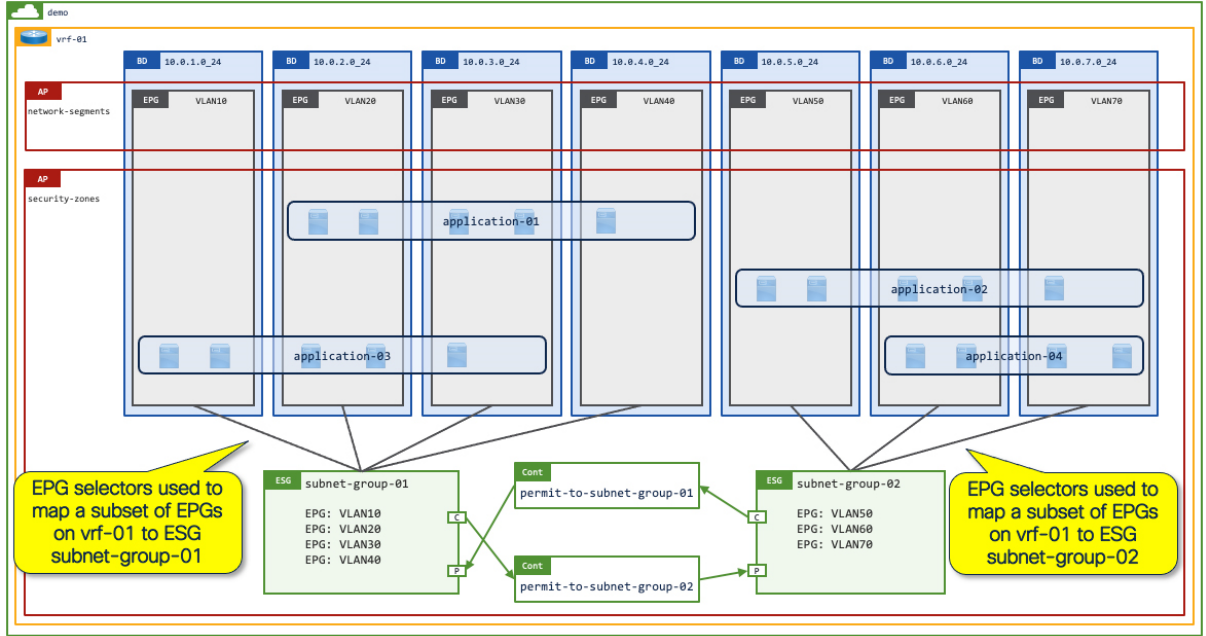 demo
vrf-01
BD 10.0.1.0_24
BD 10.0.2.0_24
BD 10.0.3.0_24
BD 10.0.4.0_24
BD 10.0.5.0_24
BD 10.0.6.0_24
BD 10.0.7.0_24
AP
network-segments
EPG VLAN10
EPG VLAN20
EPG VLAN30
EPG VLAN40
EPG VLAN50
EPG VLAN60
EPG VLAN70
AP
security-zones
application-01
application-02
application-03
application-04
EPG selectors used to
map a subset of EPGs
on vrf-01 to ESG
subnet-group-01
ESG subnet-group-01
EPG: VLAN10
EPG: VLAN20
EPG: VLAN30
EPG: VLAN40
C
P
Cont
permit-to-subnet-group-01
Cont
permit-to-subnet-group-02
C
P
ESG subnet-group-02
EPG: VLAN50
EPG: VLAN60
EPG: VLAN70
EPG selectors used to
map a subset of EPGs
on vrf-01 to ESG
subnet-group-02